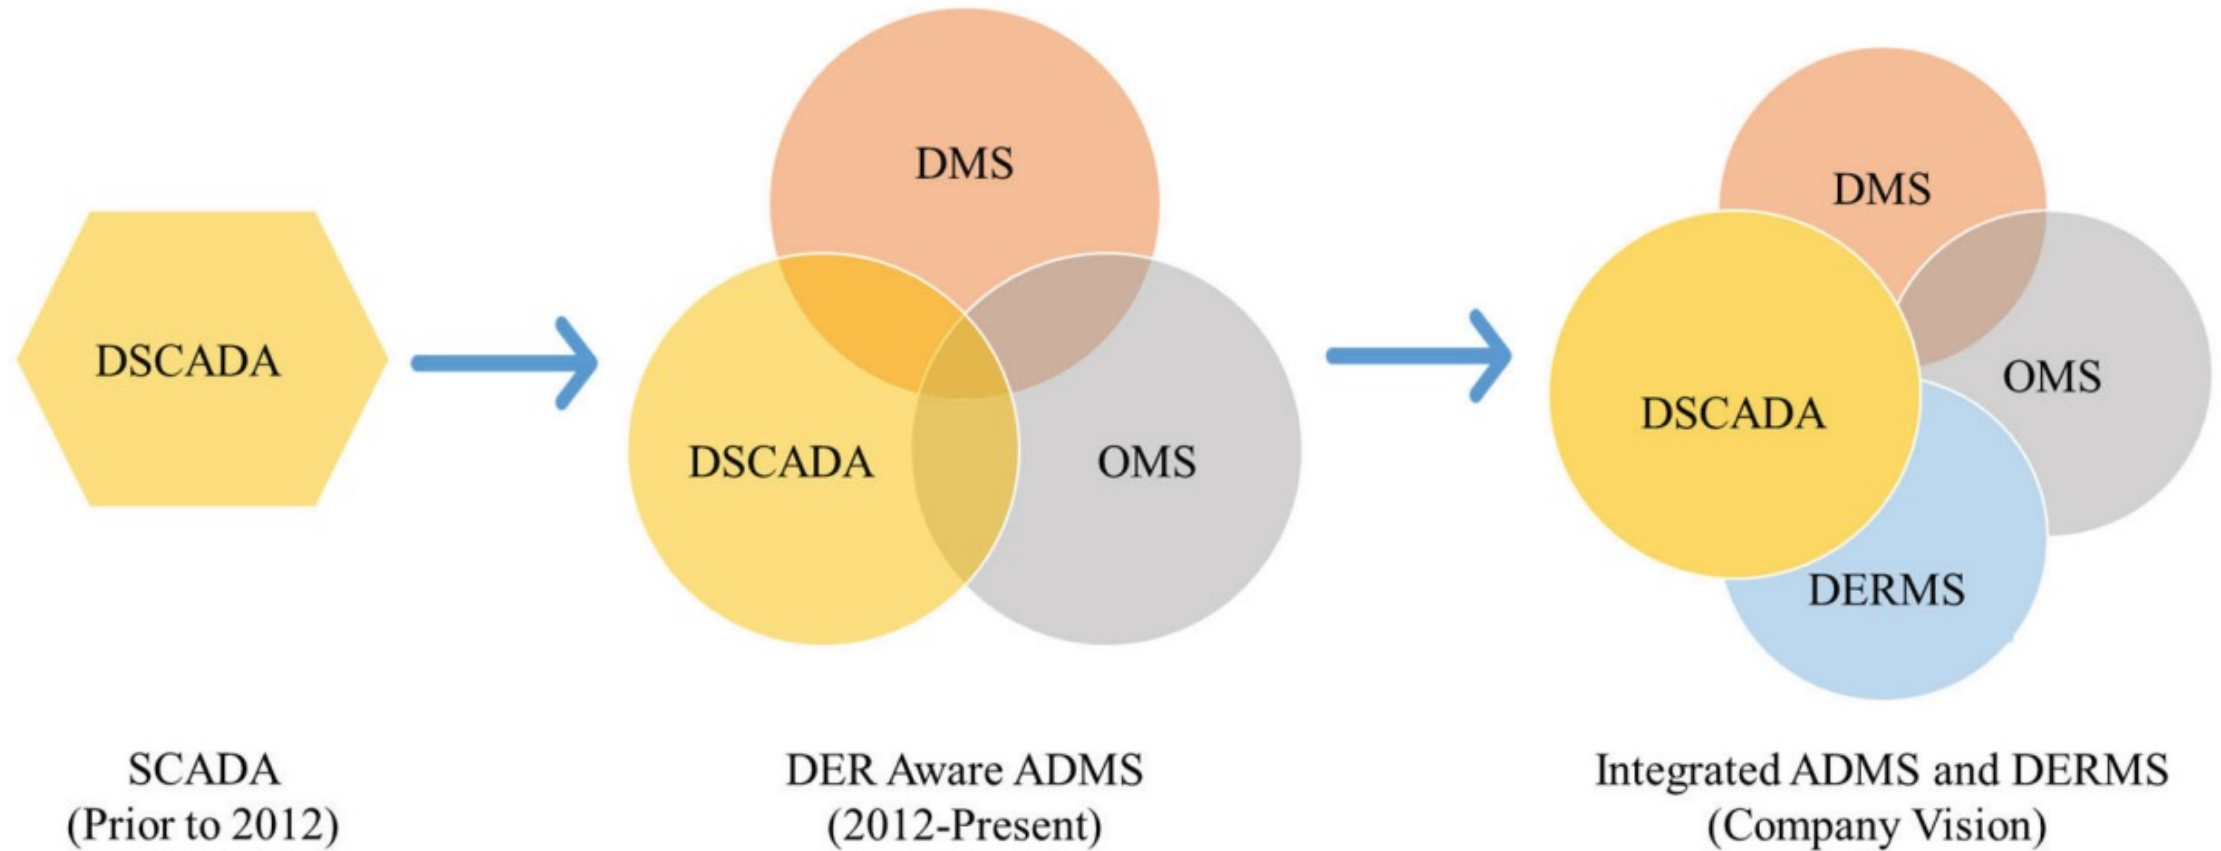 DSCADA
SCADA
(Prior to 2012)
DMS
DSCADA
OMS
DER Aware ADMS
(2012-Present)
DMS
DSCADA
OMS
DERMS
Integrated ADMS and DERMS
(Company Vision)